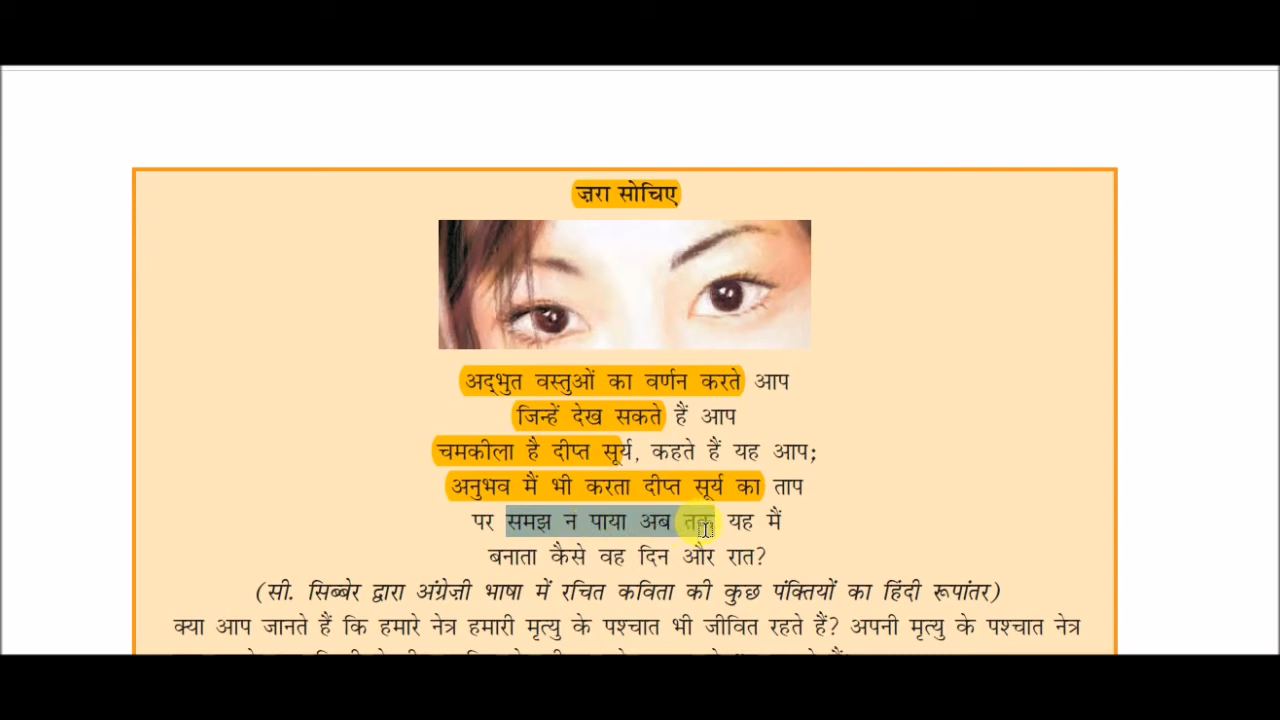 ज़रा सोचिए
अद्भुत वस्तुओं का वर्णन करते आप
जिन्हें देख सकते हैं आप
चमकीला है दीप्त सूर्य, कहते हैं यह आप;
अनुभव मैं भी करता दीप्त सूर्य का ताप
पर समझ न पाया अब तक यह मैं
बनाता कैसे वह दिन और रात?
(सी. सिब्बेर द्वारा अंग्रेज़ी भाषा में रचित कविता की कुछ पंक्तियों का हिंदी रूपांतर)
क्या आप जानते हैं कि हमारे नेत्र हमारी मृत्यु के पश्चात भी जीवित रहते हैं? अपनी मृत्यु के पश्चात नेत्र